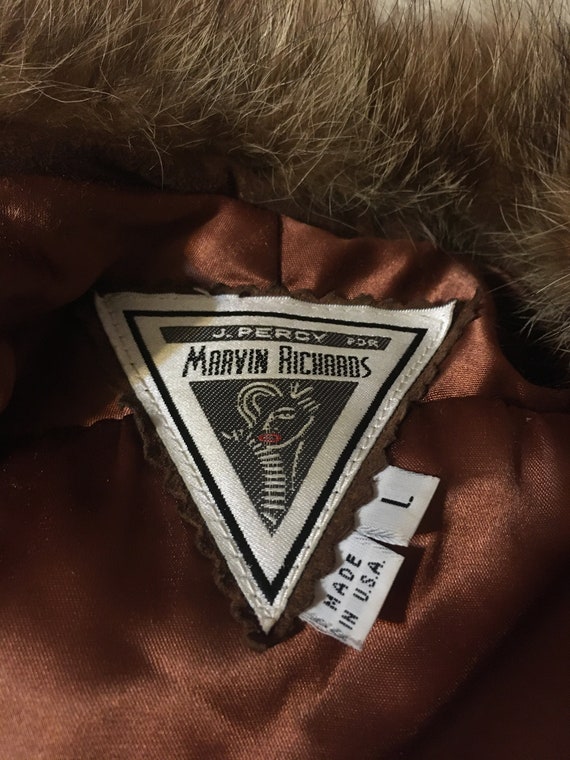 J. PERCY FOR
MARVIN RICHARDS
L
MADE
IN U.S.A.